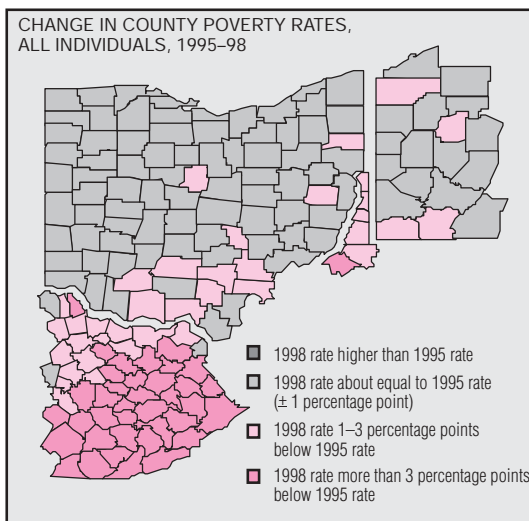 CHANGE IN COUNTY POVERTY RATES,
ALL INDIVIDUALS, 1995–98
1998 rate higher than 1995 rate
1998 rate about equal to 1995 rate
(± 1 percentage point)
1998 rate 1–3 percentage points
below 1995 rate
1998 rate more than 3 percentage points
below 1995 rate